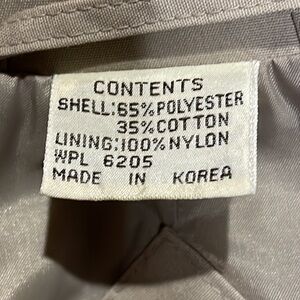 CONTENTS
SHELL:65%POLYESTER
35%COTTON
LINING:100%NYLON
WPL 6205
MADE IN KOREA